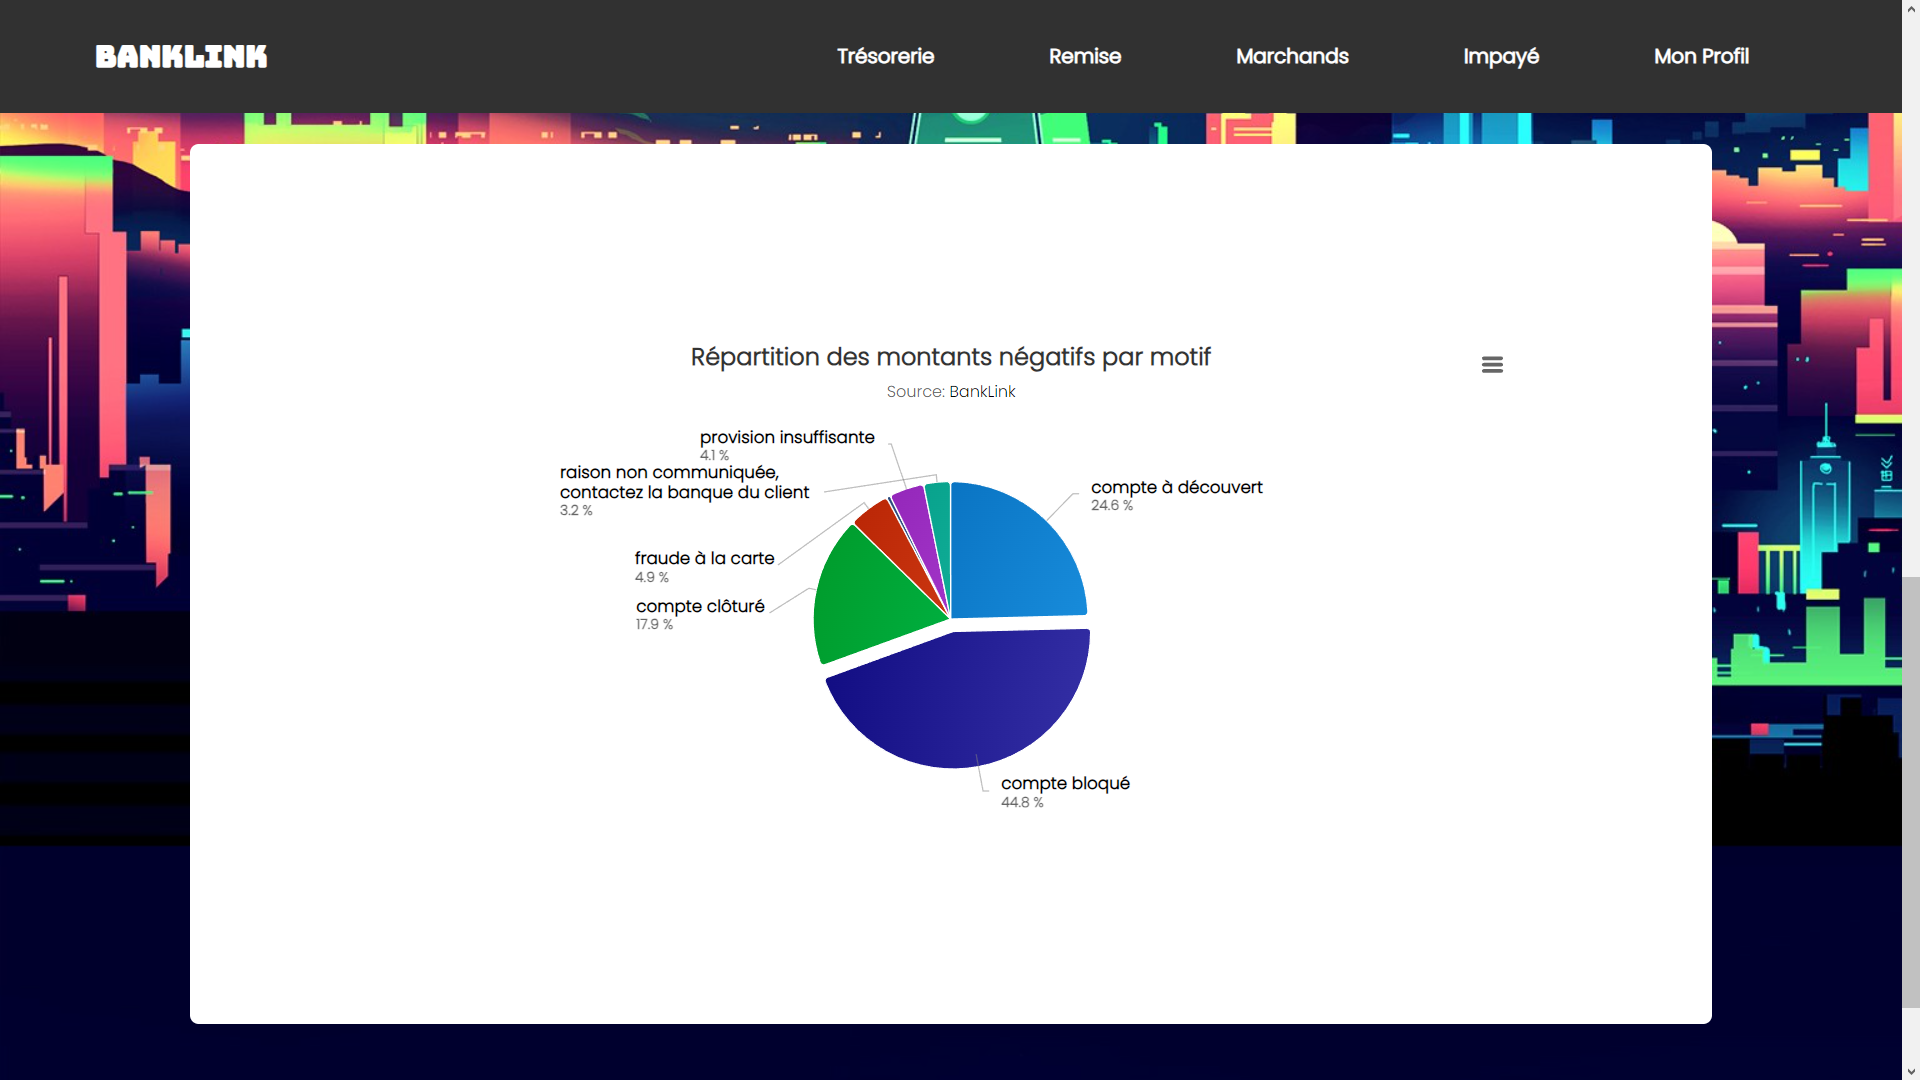 BANKLINK
Trésorerie
Remise
Marchands
Impayé
Mon Profil
Répartition des montants négatifs par motif
Source: BankLink
provision insuffisante
4.1 %
raison non communiquée,
contactez la banque du client
3.2 %
compte à découvert
24.6 %
fraude à la carte
4.9 %
compte clôturé
17.9 %
compte bloqué
44.8 %